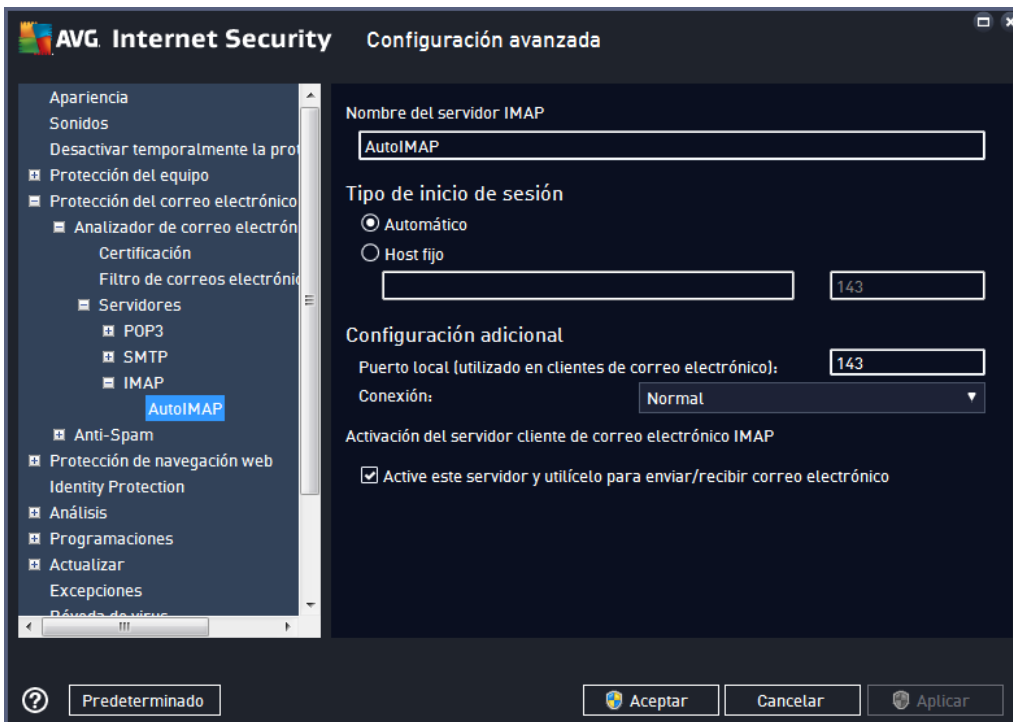 AVG. Internet Security Configuración avanzada
Apariencia
Sonidos
Desactivar temporalmente la prot
Protección del equipo
Protección del correo electrónico
Analizador de correo electrón
Certificación
Filtro de correos electrónic
Servidores
POP3
SMTP
IMAP
AutoIMAP
Anti-Spam
Protección de navegación web
Identity Protection
Análisis
Programaciones
Actualizar
Excepciones
Bóveda de virus
Nombre del servidor IMAP
AutoIMAP
Tipo de inicio de sesión
Automático
Host fijo
143
Configuración adicional
Puerto local (utilizado en clientes de correo electrónico): 143
Conexión: Normal
Activación del servidor cliente de correo electrónico IMAP
Active este servidor y utilícelo para enviar/recibir correo electrónico
? Predeterminado Aceptar Cancelar Aplicar